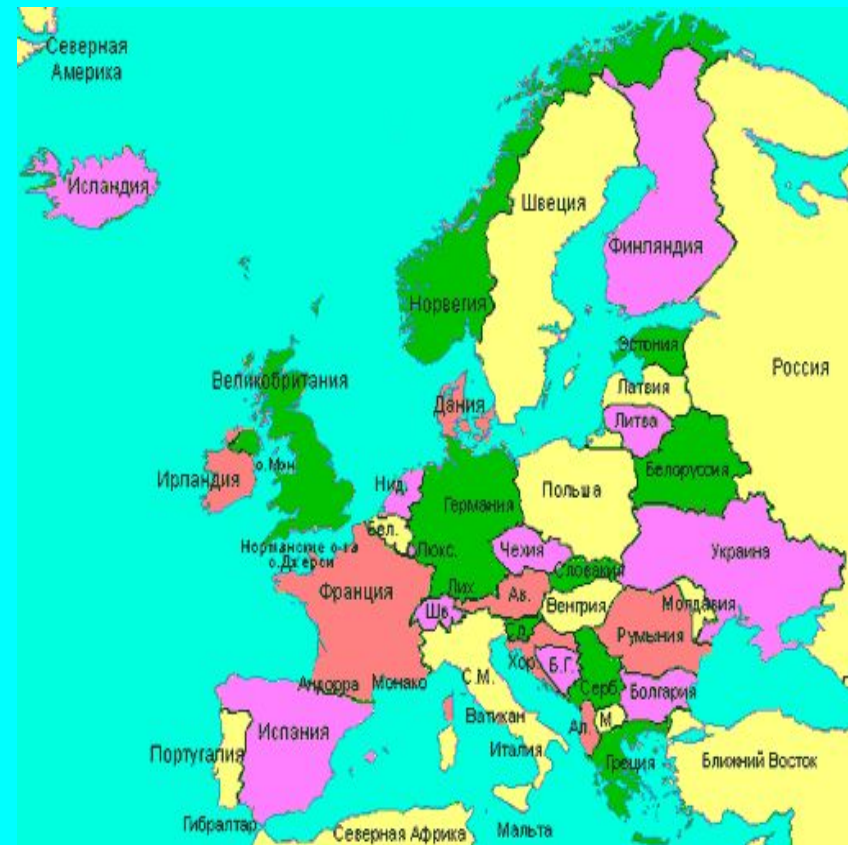 Северная
Америка
Исландия
Швеция
Финляндия
Норвегия
Эстония
Россия
Великобритания
Латвия
Дания
Литва
о.Мэн
Белоруссия
Ирландия
Нид.
Польша
Германия
Бел.
Нормандские о-ва
о.Джерси
Люкс.
Чехия
Украина
Словакия
Франция
Лих.
Ав.
Венгрия
Молдавия
Шв.
Румыния
Хор.
Б.Г.
Андорра
Монако
С.М.
Серб.
Болгария
Ватикан
Ал.
М.
Испания
Португалия
Италия
Греция
Ближний Восток
Гибралтар
Северная Африка
Мальта